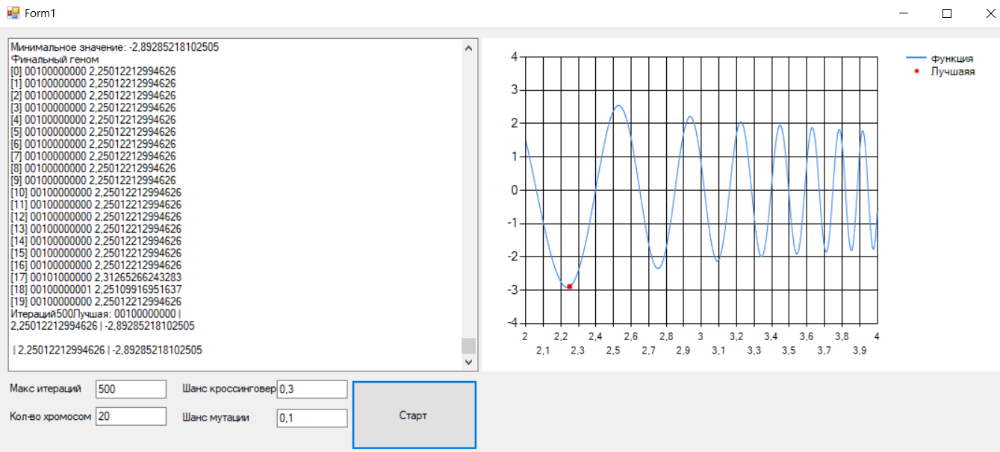 Form1
Минимальное значение: -2,89285218102505
Финальный геном
[0] 00100000000 2,25012212994626
[1] 00100000000 2,25012212994626
[2] 00100000000 2,25012212994626
[3] 00100000000 2,25012212994626
[4] 00100000000 2,25012212994626
[5] 00100000000 2,25012212994626
[6] 00100000000 2,25012212994626
[7] 00100000000 2,25012212994626
[8] 00100000000 2,25012212994626
[9] 00100000000 2,25012212994626
[10] 00100000000 2,25012212994626
[11] 00100000000 2,25012212994626
[12] 00100000000 2,25012212994626
[13] 00100000000 2,25012212994626
[14] 00100000000 2,25012212994626
[15] 00100000000 2,25012212994626
[16] 00100000000 2,25012212994626
[17] 00101000000 2,31265266243283
[18] 00100000001 2,25109916951637
[19] 00100000000 2,25012212994626
Итераций500Лучшая: 00100000000 |
2,25012212994626 | -2,89285218102505
| 2,25012212994626 | -2,89285218102505
4
3
2
1
0
-1
-2
-3
-4
2 2,2 2,4 2,6 2,8 3 3,2 3,4 3,6 3,8 4
2,1 2,3 2,5 2,7 2,9 3,1 3,3 3,5 3,7 3,9
Функция
Лучшаяя
Макс итераций 500 Шанс кроссинговер 0,3
Кол-во хромосом 20 Шанс мутации 0,1
Старт